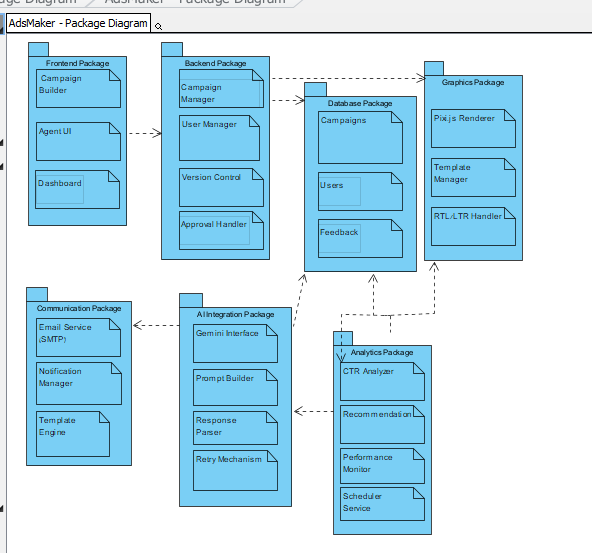 AdsMaker - Package Diagram
AdsMaker - Package Diagram
Frontend Package
Campaign
Builder
Agent UI
Dashboard
Backend Package
Campaign
Manager
User Manager
Version Control
Approval Handler
Database Package
Campaigns
Users
Feedback
Graphics Package
Pixi.js Renderer
Template
Manager
RTL/LTR Handler
Communication Package
Email Service
(SMTP)
Notification
Manager
Template
Engine
AI Integration Package
Gemini Interface
Prompt Builder
Response
Parser
Retry Mechanism
Analytics Package
CTR Analyzer
Recommendation
Performance
Monitor
Scheduler
Service